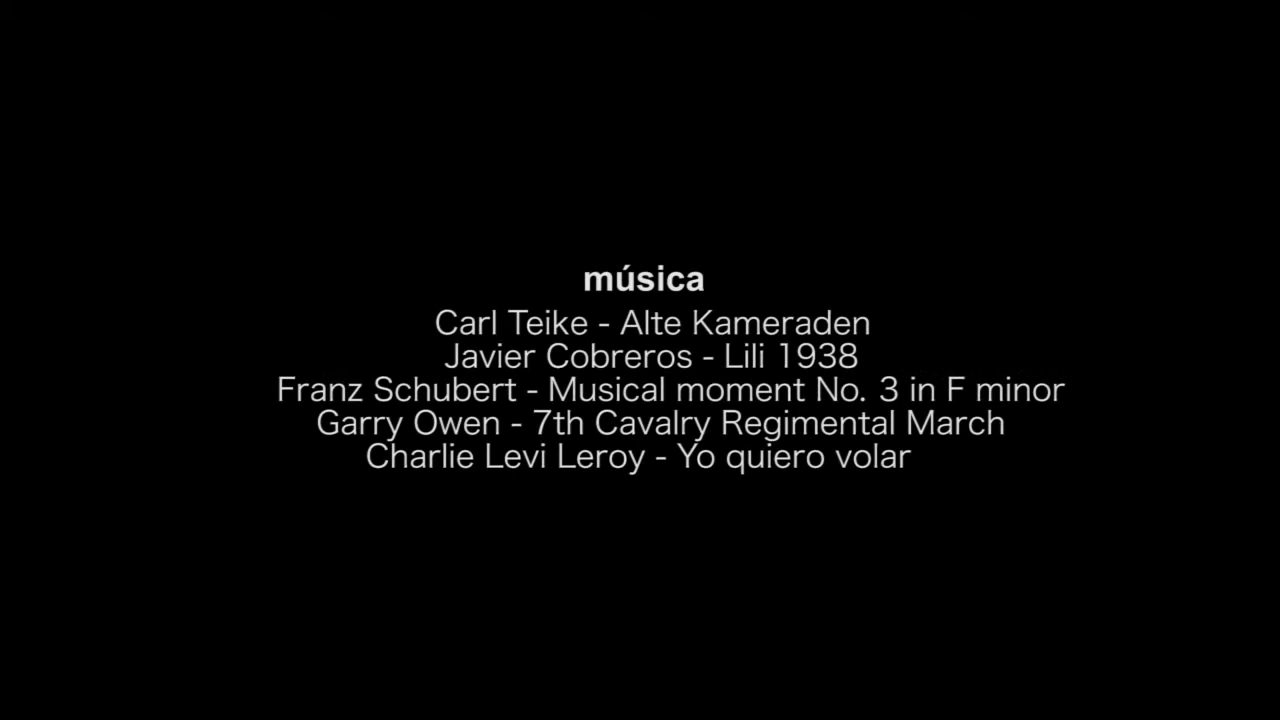 música
Carl Teike - Alte Kameraden
Javier Cobreros - Lili 1938
Franz Schubert - Musical moment No. 3 in F minor
Garry Owen - 7th Cavalry Regimental March
Charlie Levi Leroy - Yo quiero volar